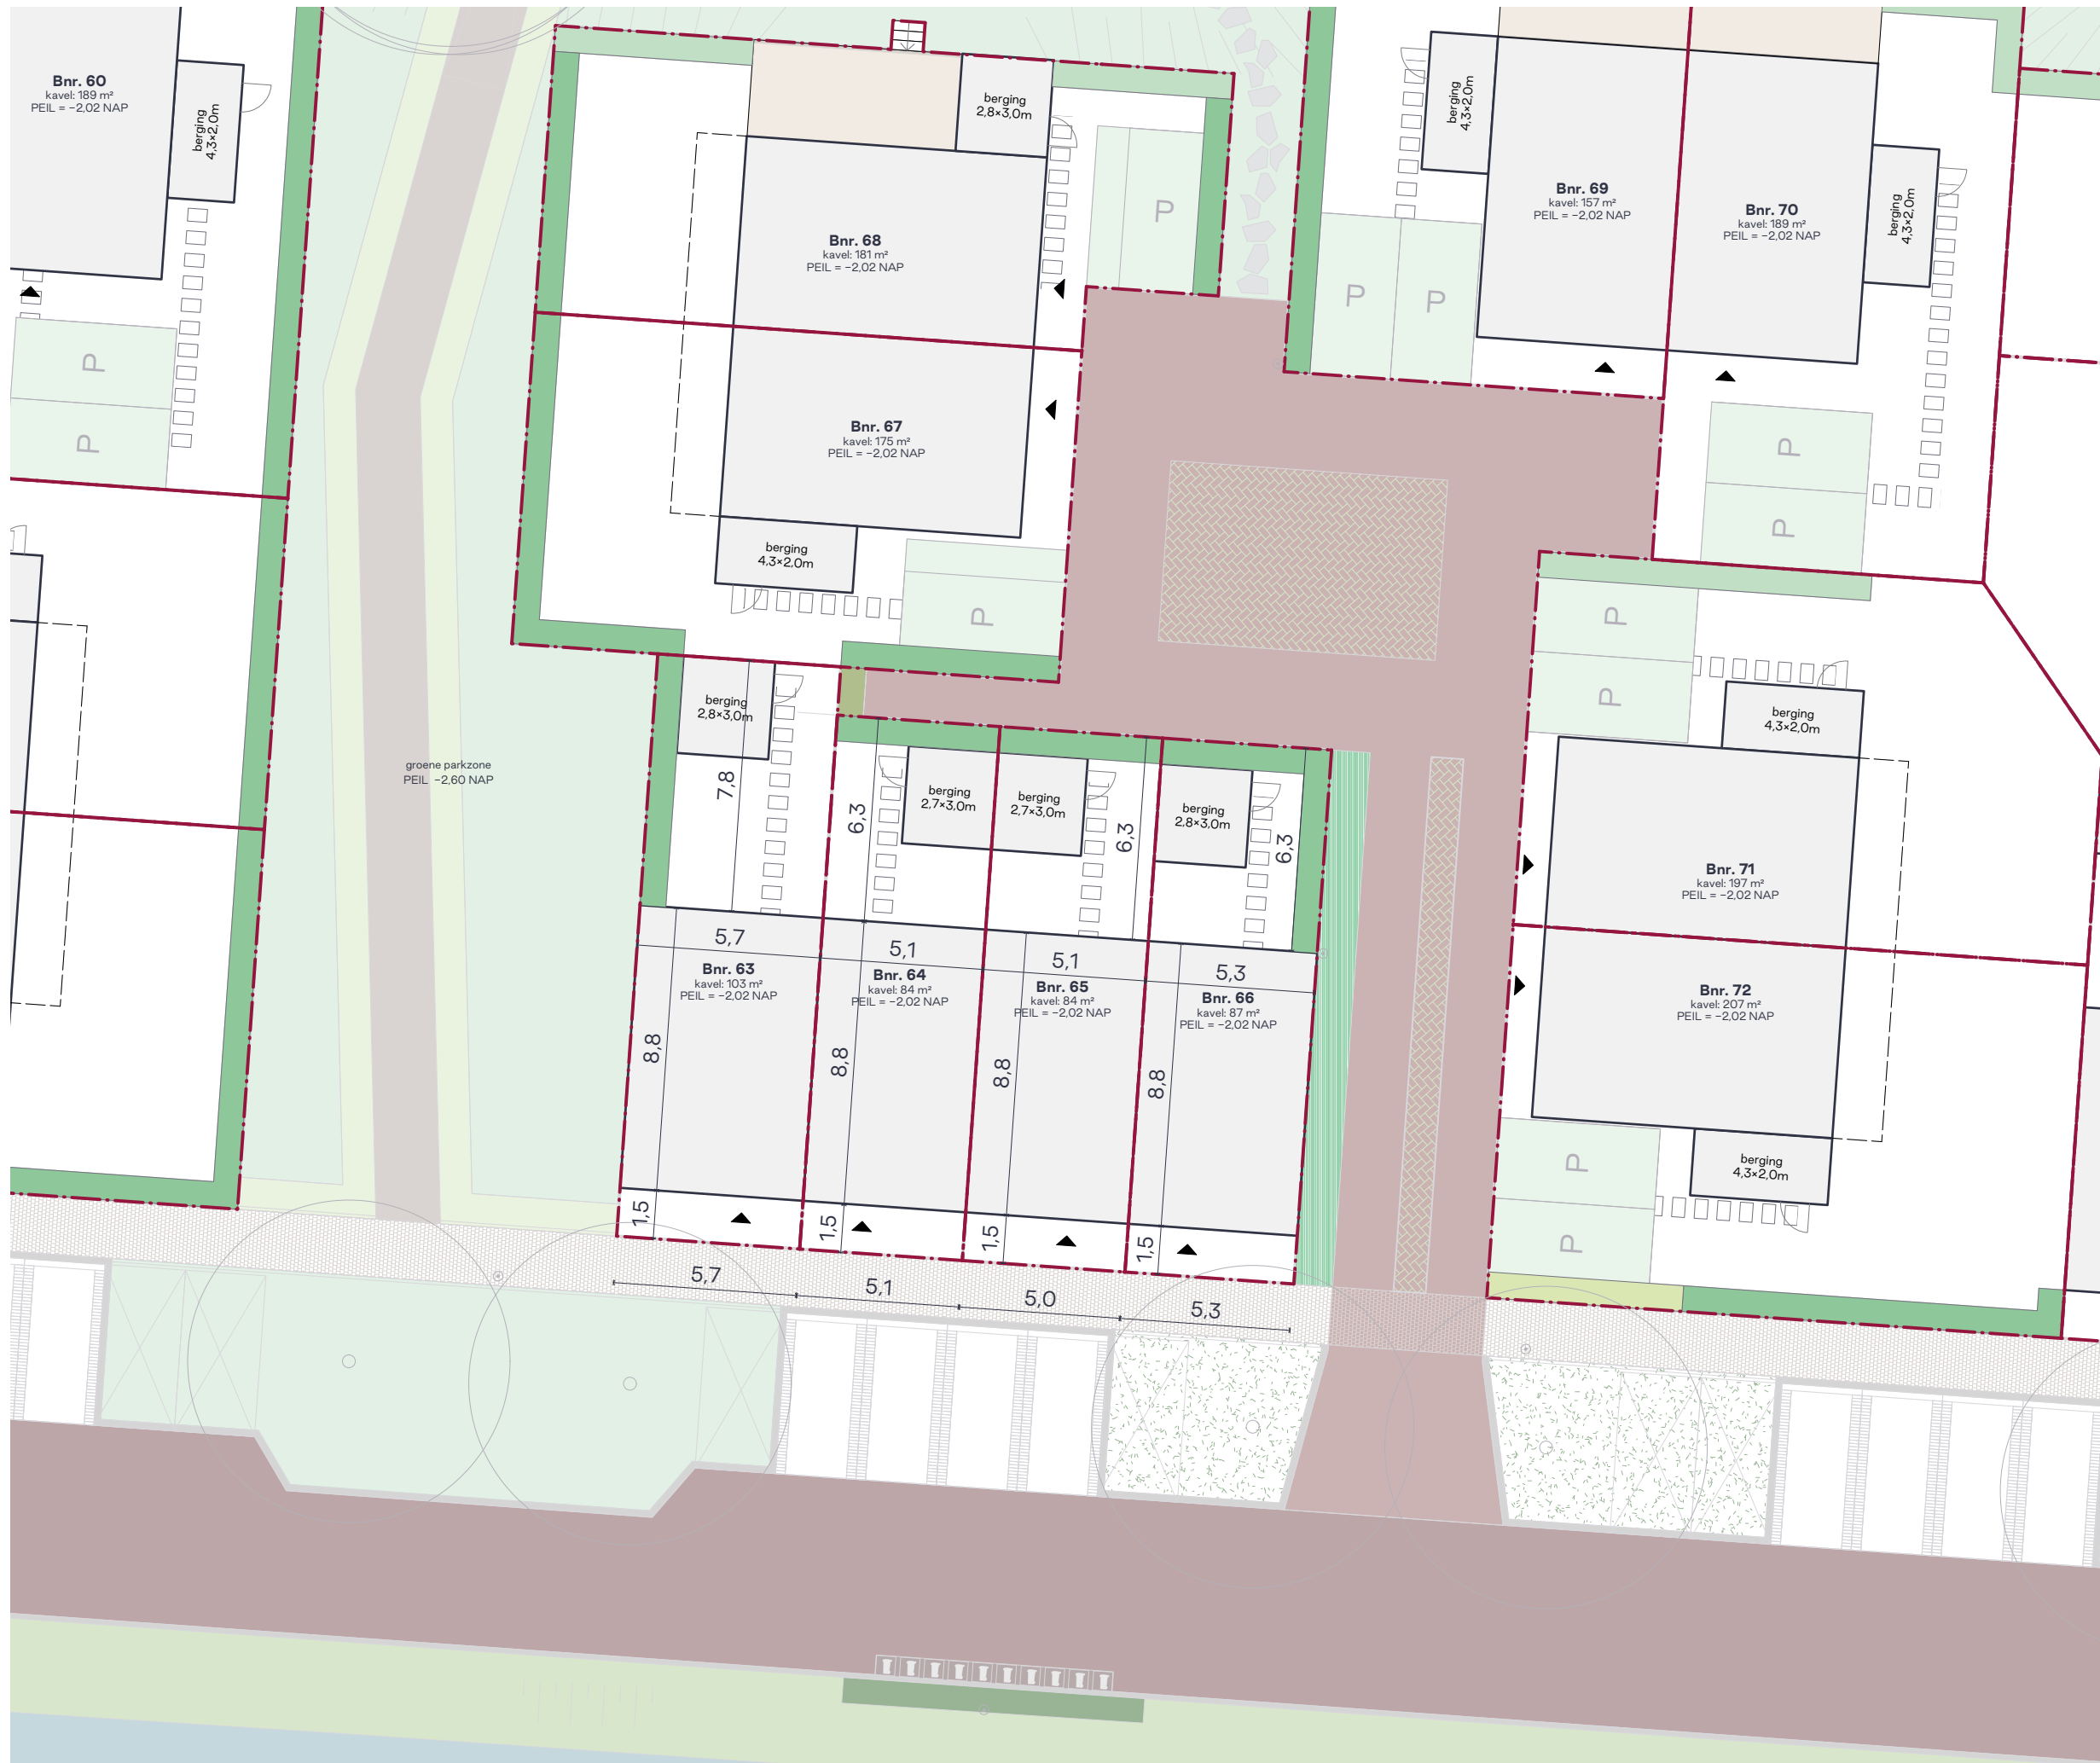 Bnr. 60
kavel: 189 m²
PEIL = −2,02 NAP
berging
4,3×2,0m
P
P
berging
2,8×3,0m
P
Bnr. 68
kavel: 181 m²
PEIL = −2,02 NAP
Bnr. 67
kavel: 175 m²
PEIL = −2,02 NAP
berging
4,3×2,0m
P
berging
4,3×2,0m
Bnr. 69
kavel: 157 m²
PEIL = −2,02 NAP
Bnr. 70
kavel: 189 m²
PEIL = −2,02 NAP
berging
4,3×2,0m
P
P
P
P
P
P
berging
4,3×2,0m
groene parkzone
PEIL −2,60 NAP
berging
2,8×3,0m
7,8
6,3
berging
2,7×3,0m
berging
2,7×3,0m
6,3
berging
2,8×3,0m
6,3
5,7
5,1
5,1
5,3
Bnr. 63
kavel: 103 m²
PEIL = −2,02 NAP
Bnr. 64
kavel: 84 m²
PEIL = −2,02 NAP
Bnr. 65
kavel: 84 m²
PEIL = −2,02 NAP
Bnr. 66
kavel: 87 m²
PEIL = −2,02 NAP
8,8
8,8
8,8
8,8
1,5
1,5
1,5
1,5
5,7
5,1
5,0
5,3
Bnr. 71
kavel: 197 m²
PEIL = −2,02 NAP
Bnr. 72
kavel: 207 m²
PEIL = −2,02 NAP
P
P
berging
4,3×2,0m